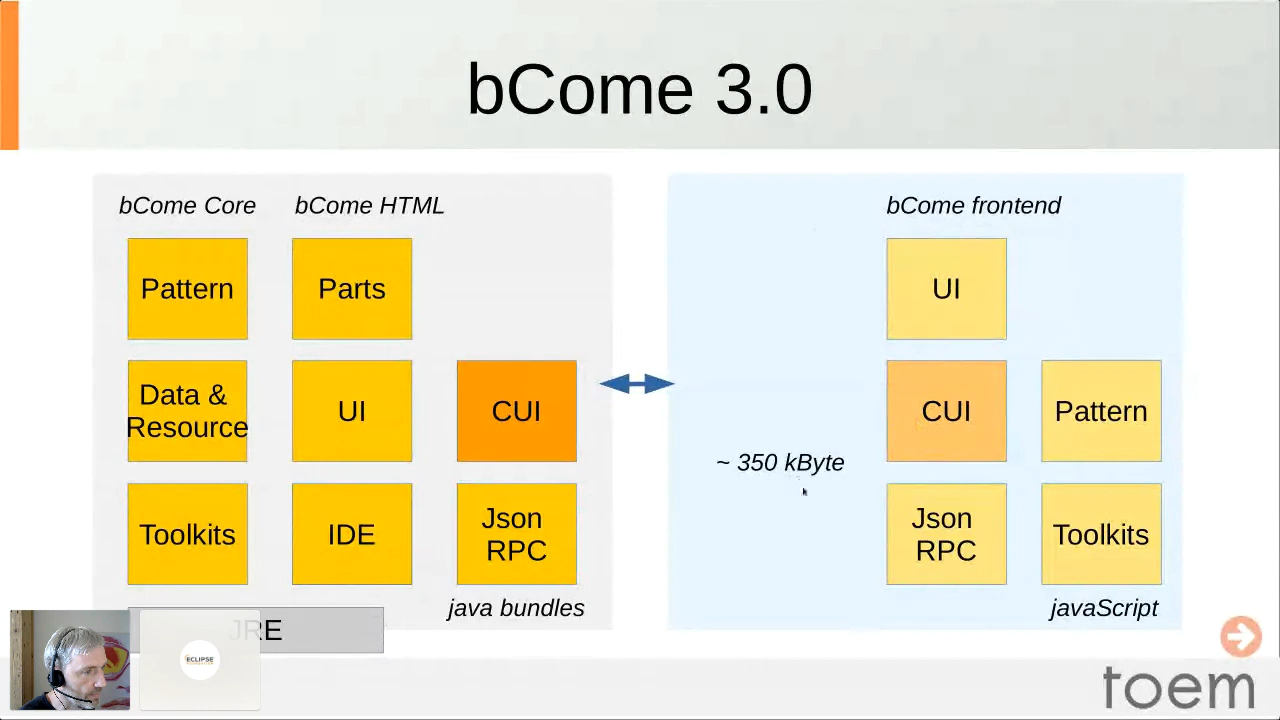 bCome 3.0
bCome Core
bCome HTML
bCome frontend
Pattern
Parts
UI
Data &
Resource
UI
CUI
CUI
Pattern
~ 350 kByte
Toolkits
IDE
Json
RPC
Json
RPC
Toolkits
java bundles
javaScript
JRE
ECLIPSE
toem